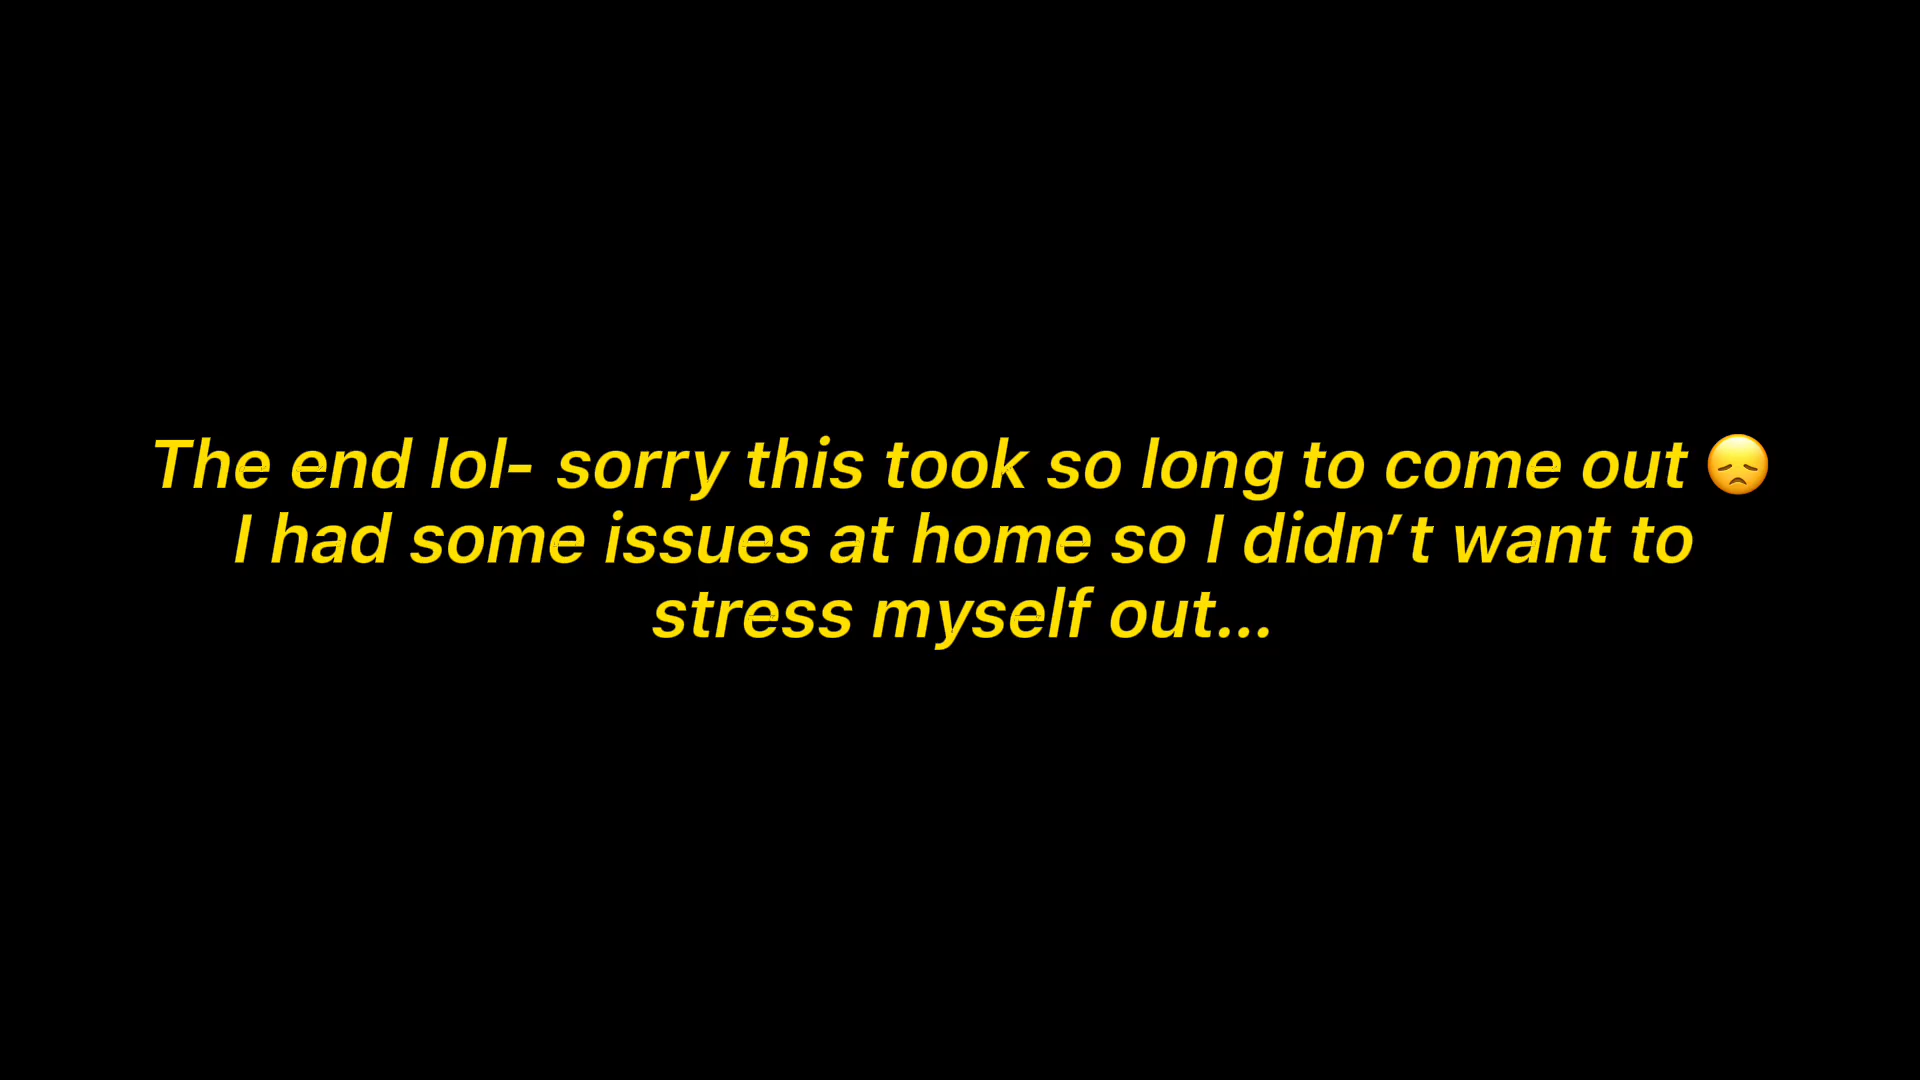 The end lol- sorry this took so long to come out 😞
I had some issues at home so I didn’t want to
stress myself out...